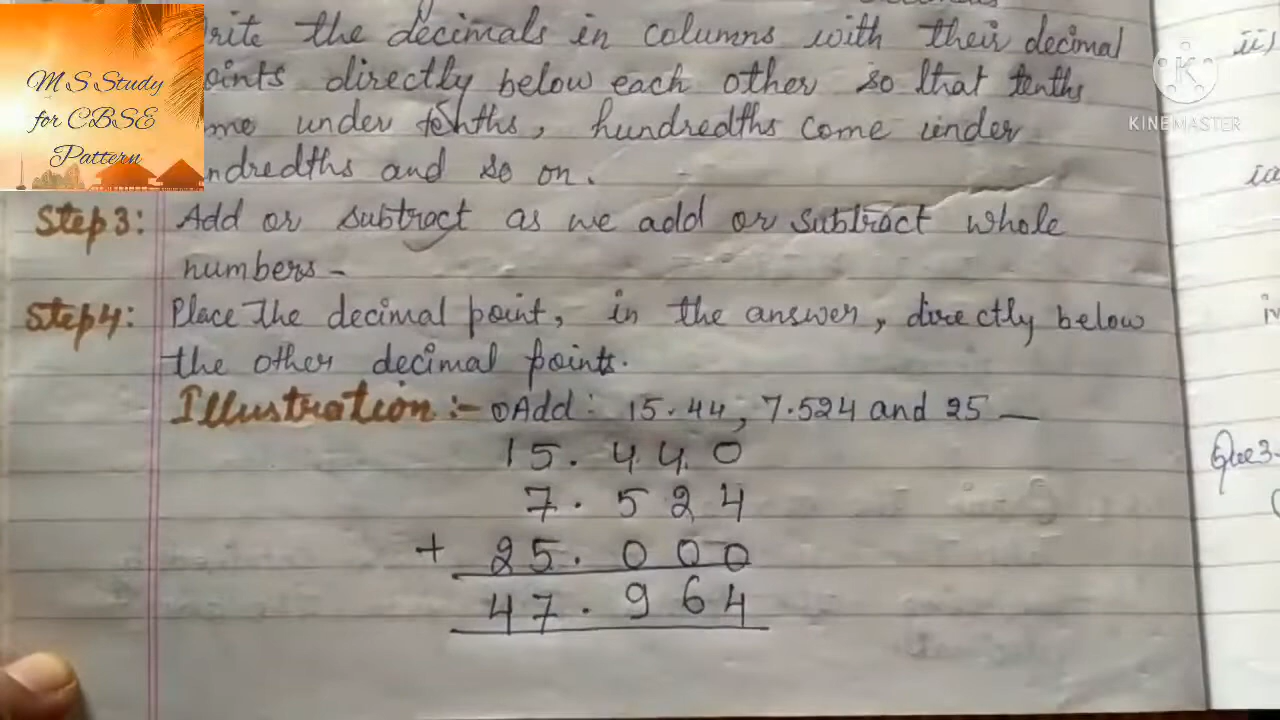 M S Study
for CBSE
Pattern
KINEMASTER
rite the decimals in columns with their decimal
oints directly below each other so that tenths
me under tenths, hundredths come under
ndredths and so on.
Step 3: Add or subtract as we add or subtract whole
numbers -
Step 4: Place the decimal point, in the answer, directly below
the other decimal points.
Illustration :- Add : 15.44, 7.524 and 25 —
15.440
7.524
+ 25.000
47.964
ii)
Que 3.